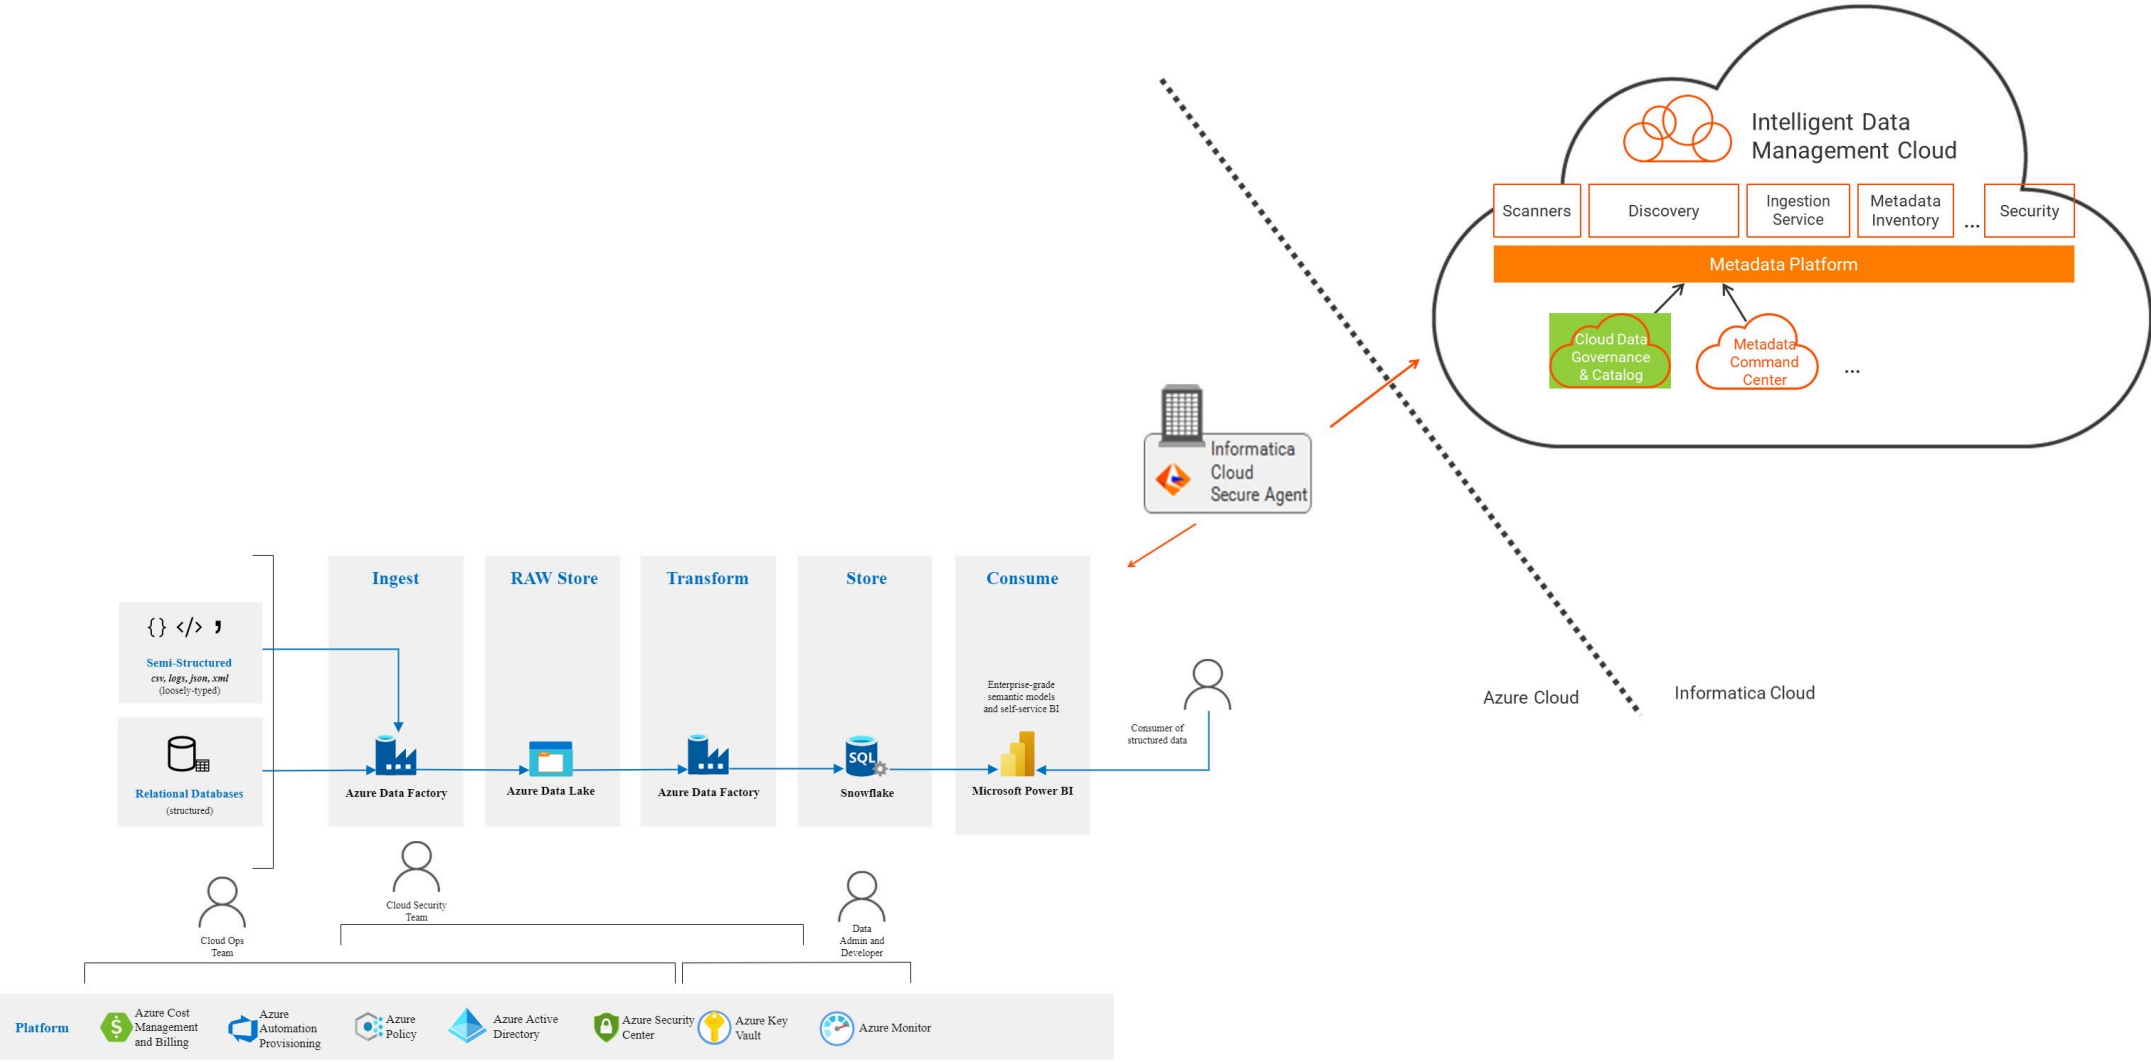 Intelligent Data
Management Cloud
Scanners
Discovery
Ingestion
Service
Metadata
Inventory
...
Security
Metadata Platform
Cloud Data
Governance
& Catalog
Metadata
Command
Center
...
Informatica
Cloud
Secure Agent
Azure Cloud
Informatica Cloud
Ingest
RAW Store
Transform
Store
Consume
{} </> ,
Semi-Structured
csv, logs, json, xml
(loosely-typed)
Relational Databases
(structured)
Azure Data Factory
Azure Data Lake
Azure Data Factory
SQL
Snowflake
Enterprise-grade
semantic models
and self-service BI
Microsoft Power BI
Consumer of
structured data
Cloud Ops
Team
Cloud Security
Team
Data
Admin and
Developer
Platform
$
Azure Cost
Management
and Billing
Azure
Automation
Provisioning
Azure
Policy
Azure Active
Directory
Azure Security
Center
Azure Key
Vault
Azure Monitor